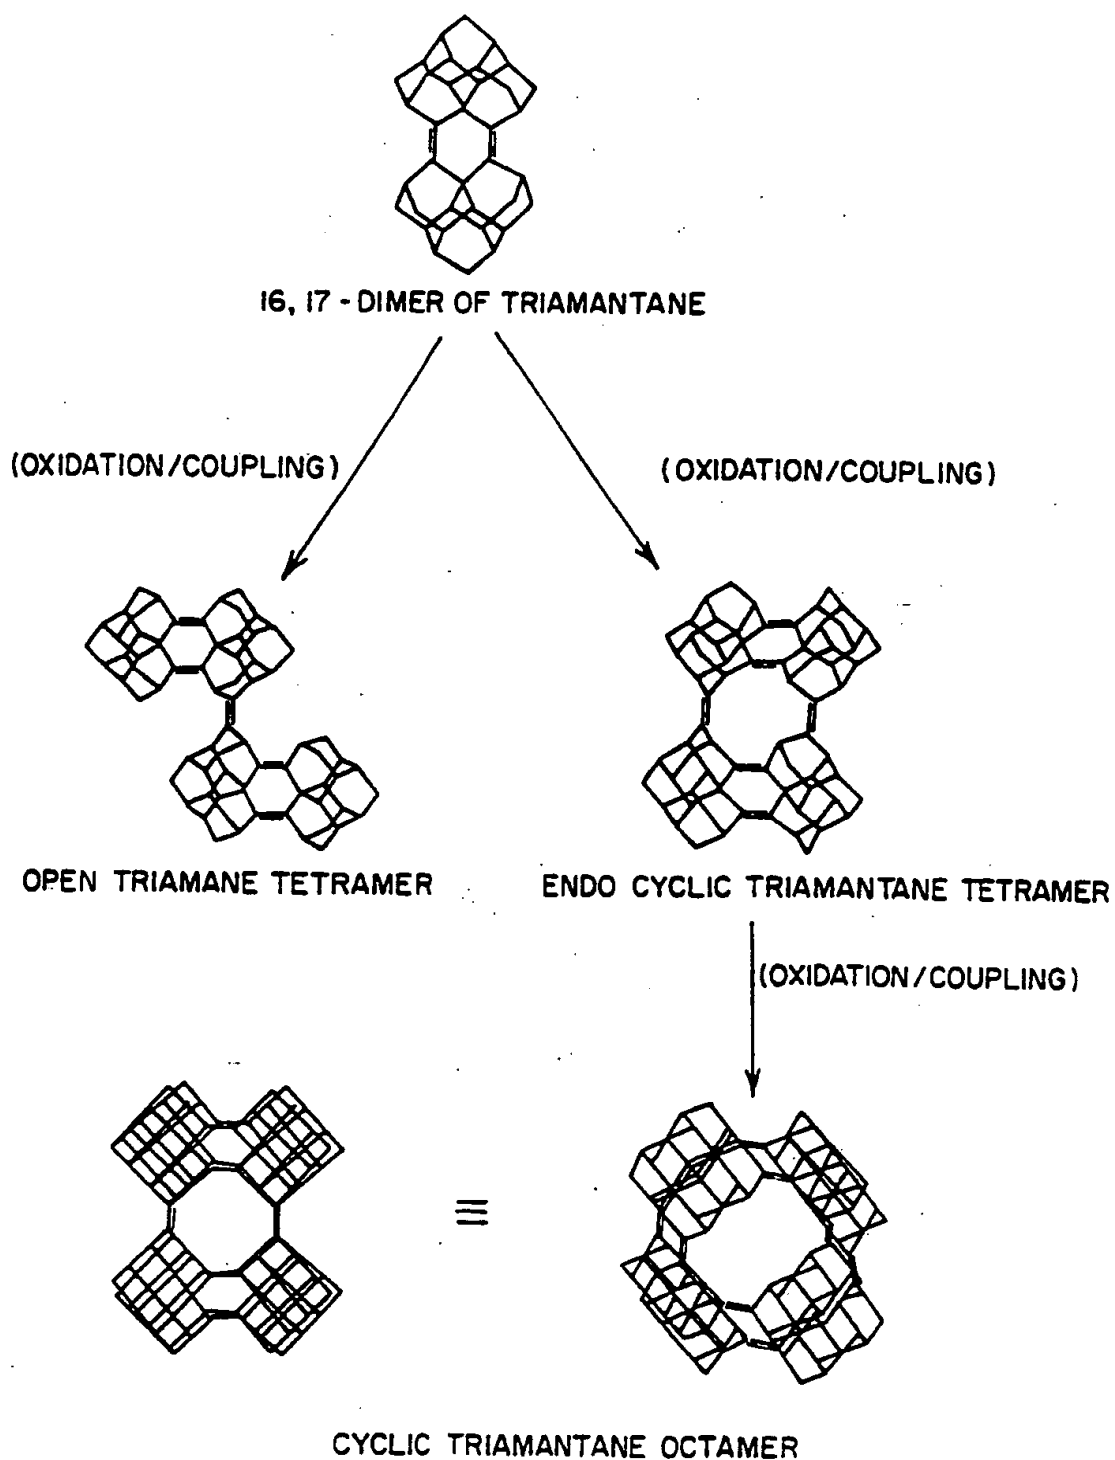 16, 17 - DIMER OF TRIAMANTANE
(OXIDATION/COUPLING)
(OXIDATION/COUPLING)
OPEN TRIAMANE TETRAMER
ENDO CYCLIC TRIAMANTANE TETRAMER
(OXIDATION/COUPLING)
≡
CYCLIC TRIAMANTANE OCTAMER